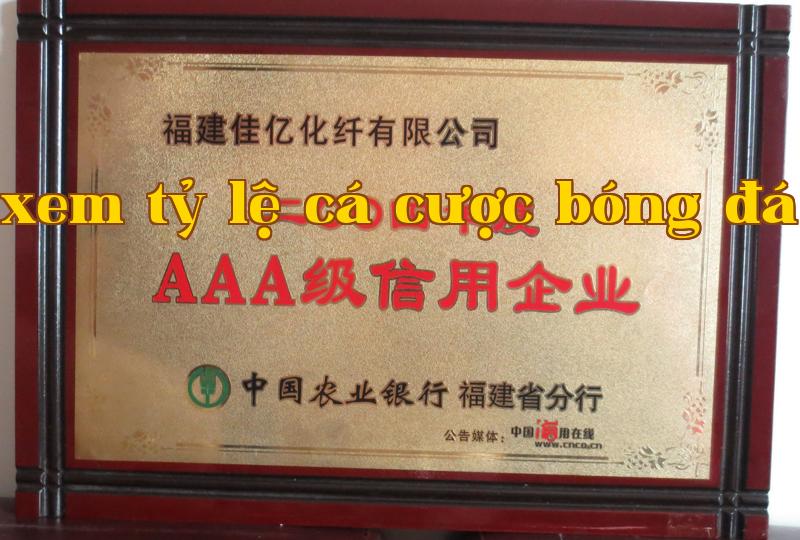 福建佳亿化纤有限公司
xem tỷ lệ cá cược bóng đá
AAA级信用企业
中国农业银行 福建省分行
公告媒体：中国信用在线
www.cnco.cn